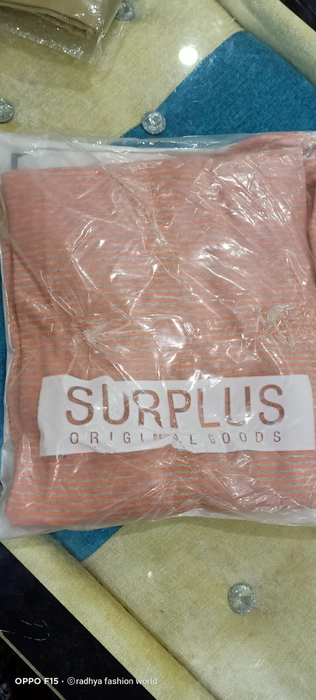 SURPLUS
ORIGINAL GOODS
OPPO F15 · ©radhya fashion world